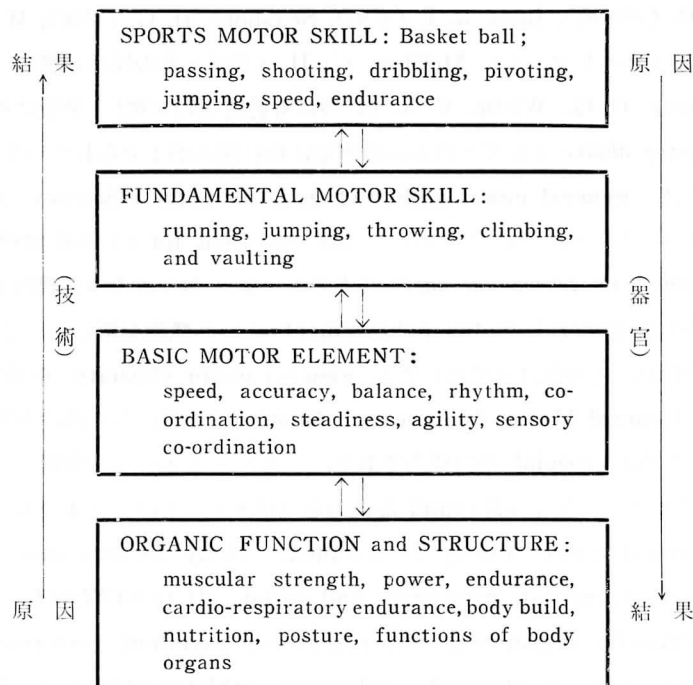 SPORTS MOTOR SKILL: Basket ball;
結 果
原 因
passing, shooting, dribbling, pivoting,
jumping, speed, endurance
FUNDAMENTAL MOTOR SKILL:
running, jumping, throwing, climbing,
and vaulting
(技術)
(器官)
BASIC MOTOR ELEMENT:
speed, accuracy, balance, rhythm, co-
ordination, steadiness, agility, sensory
co-ordination
ORGANIC FUNCTION and STRUCTURE:
muscular strength, power, endurance,
cardio-respiratory endurance, body build,
nutrition, posture, functions of body
organs
原 因
結 果